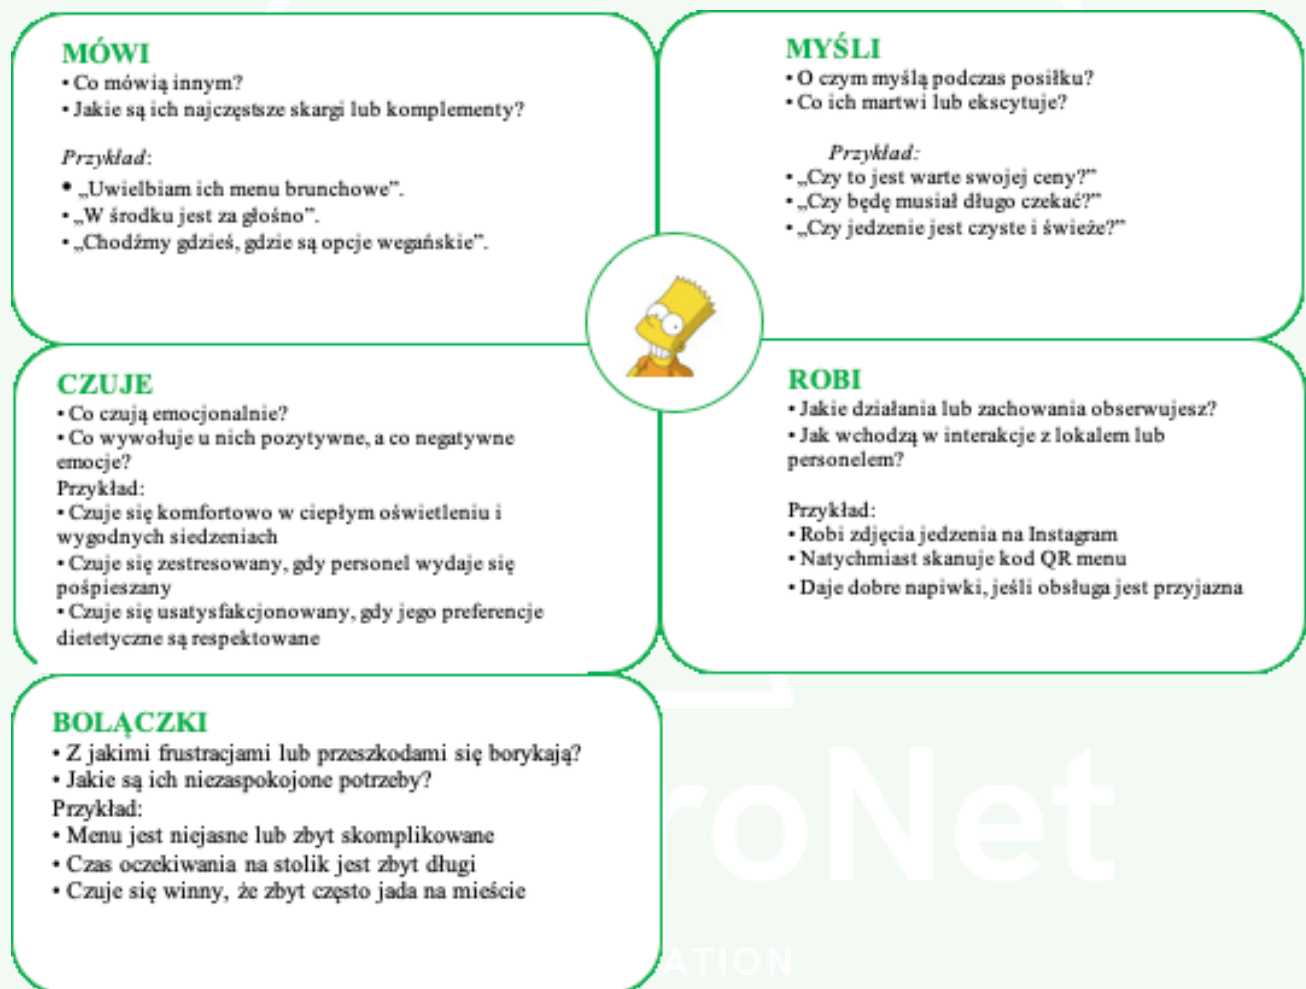 MÓWI
• Co mówią innym?
• Jakie są ich najczęstsze skargi lub komplementy?
Przykład:
• „Uwielbiam ich menu brunchowe”.
• „W środku jest za głośno”.
• „Chodźmy gdzieś, gdzie są opcje wegańskie”.
MYŚLI
• O czym myślą podczas posiłku?
• Co ich martwi lub ekscytuje?
Przykład:
• „Czy to jest warte swojej ceny?”
• „Czy będę musiał długo czekać?”
• „Czy jedzenie jest czyste i świeże?”
CZUJE
• Co czują emocjonalnie?
• Co wywołuje u nich pozytywne, a co negatywne
emocje?
Przykład:
• Czuje się komfortowo w ciepłym oświetleniu i
wygodnych siedzeniach
• Czuje się zestresowany, gdy personel wydaje się
pośpieszany
• Czuje się usatysfakcjonowany, gdy jego preferencje
dietetyczne są respektowane
ROBI
• Jakie działania lub zachowania obserwujesz?
• Jak wchodzą w interakcje z lokalem lub
personelem?
Przykład:
• Robi zdjęcia jedzenia na Instagram
• Natychmiast skanuje kod QR menu
• Daje dobre napiwki, jeśli obsługa jest przyjazna
BOLĄCZKI
• Z jakimi frustracjami lub przeszkodami się borykają?
• Jakie są ich niezaspokojone potrzeby?
Przykład:
• Menu jest niejasne lub zbyt skomplikowane
• Czas oczekiwania na stolik jest zbyt długi
• Czuje się winny, że zbyt często jada na mieście
roNet
ATION